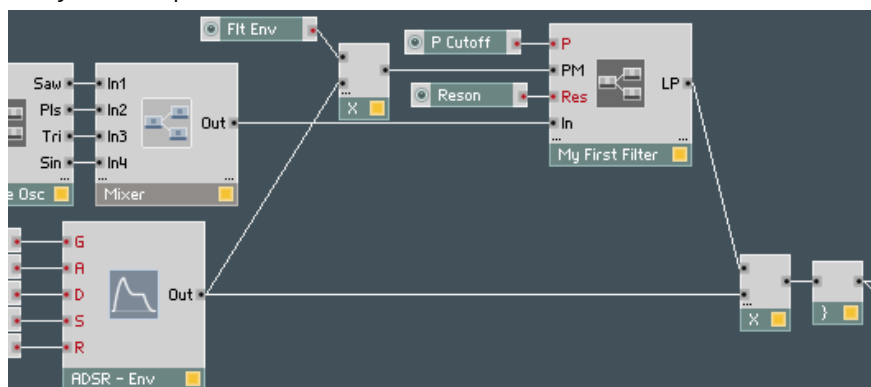 Flt Env
P Cutoff
P
PM
Res
In
LP
My First Filter
Reson
X
Saw
Pls
Tri
Sin
e Osc
In1
In2
In3
In4
Out
Mixer
G
A
D
S
R
Out
ADSR - Env
X
}